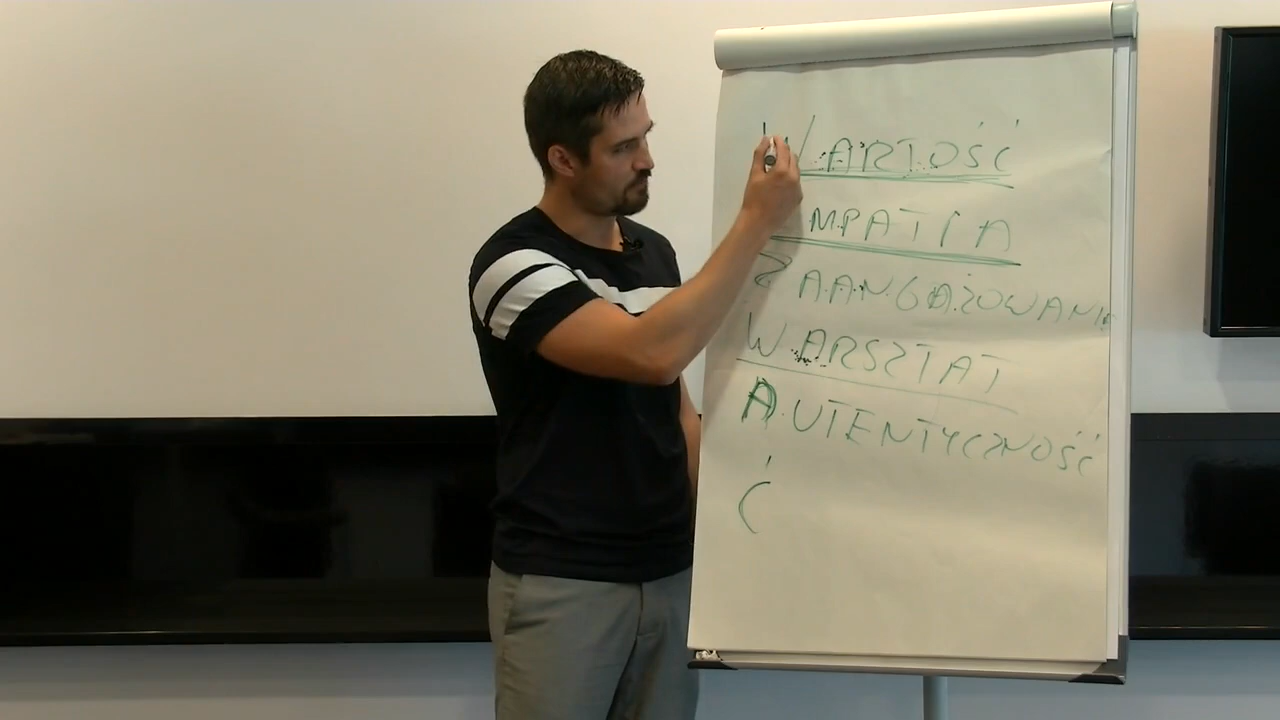 WARTOŚĆ
MPATIA
ZAANGAŻOWANIE
WARSZTAT
AUTENTYCZNOŚĆ
Ć